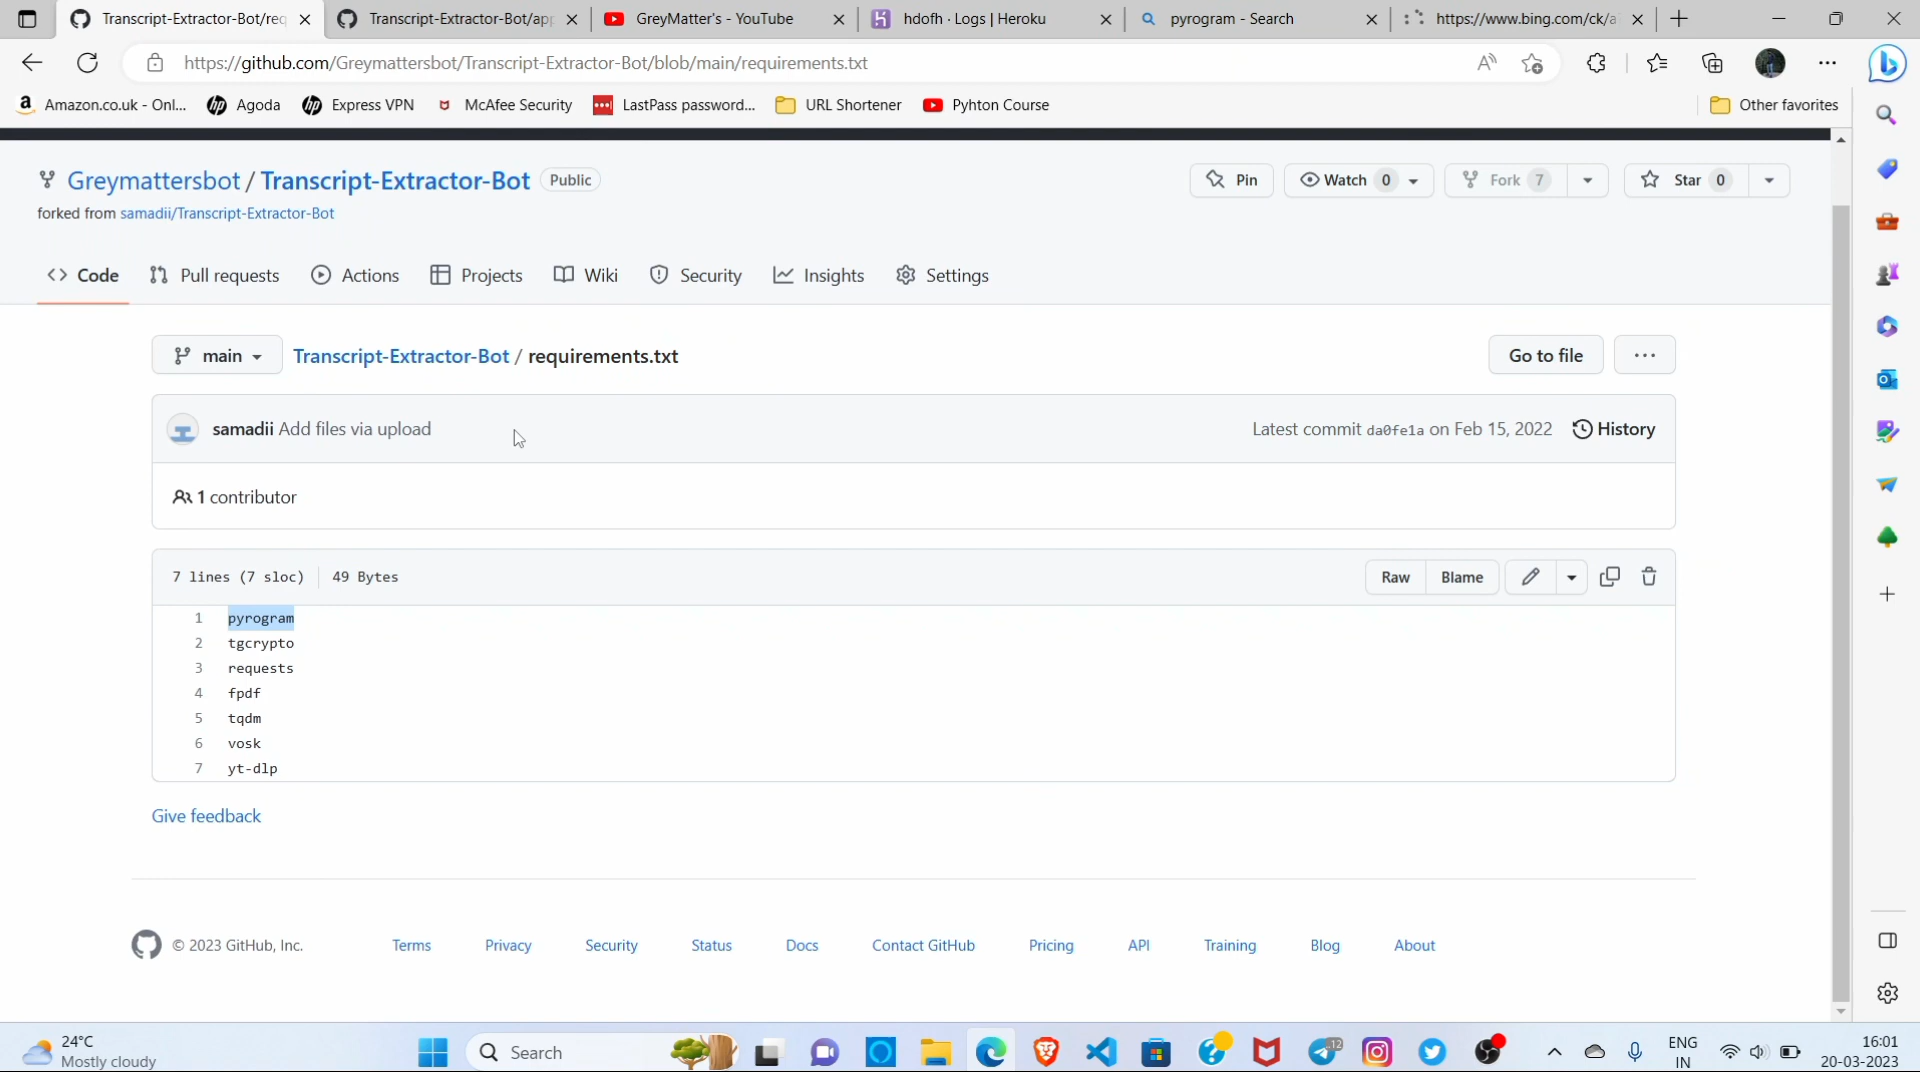 Transcript-Extractor-Bot/req
Transcript-Extractor-Bot/app
GreyMatter's - YouTube
hdofh · Logs | Heroku
pyrogram - Search
https://www.bing.com/ck/a
https://github.com/Greymattersbot/Transcript-Extractor-Bot/blob/main/requirements.txt
Amazon.co.uk - Onl...
Agoda
Express VPN
McAfee Security
LastPass password...
URL Shortener
Pyhton Course
Other favorites
Greymattersbot / Transcript-Extractor-Bot Public
Pin
Watch 0
Fork 7
Star 0
forked from samadii/Transcript-Extractor-Bot
Code
Pull requests
Actions
Projects
Wiki
Security
Insights
Settings
main
Transcript-Extractor-Bot / requirements.txt
Go to file
samadii Add files via upload
Latest commit da0fe1a on Feb 15, 2022
History
1 contributor
7 lines (7 sloc) 49 Bytes
Raw
Blame
1 pyrogram
2 tgcrypto
3 requests
4 fpdf
5 tqdm
6 vosk
7 yt-dlp
Give feedback
© 2023 GitHub, Inc.
Terms
Privacy
Security
Status
Docs
Contact GitHub
Pricing
API
Training
Blog
About
24°C
Mostly cloudy
Search
12
ENG
IN
16:01
20-03-2023